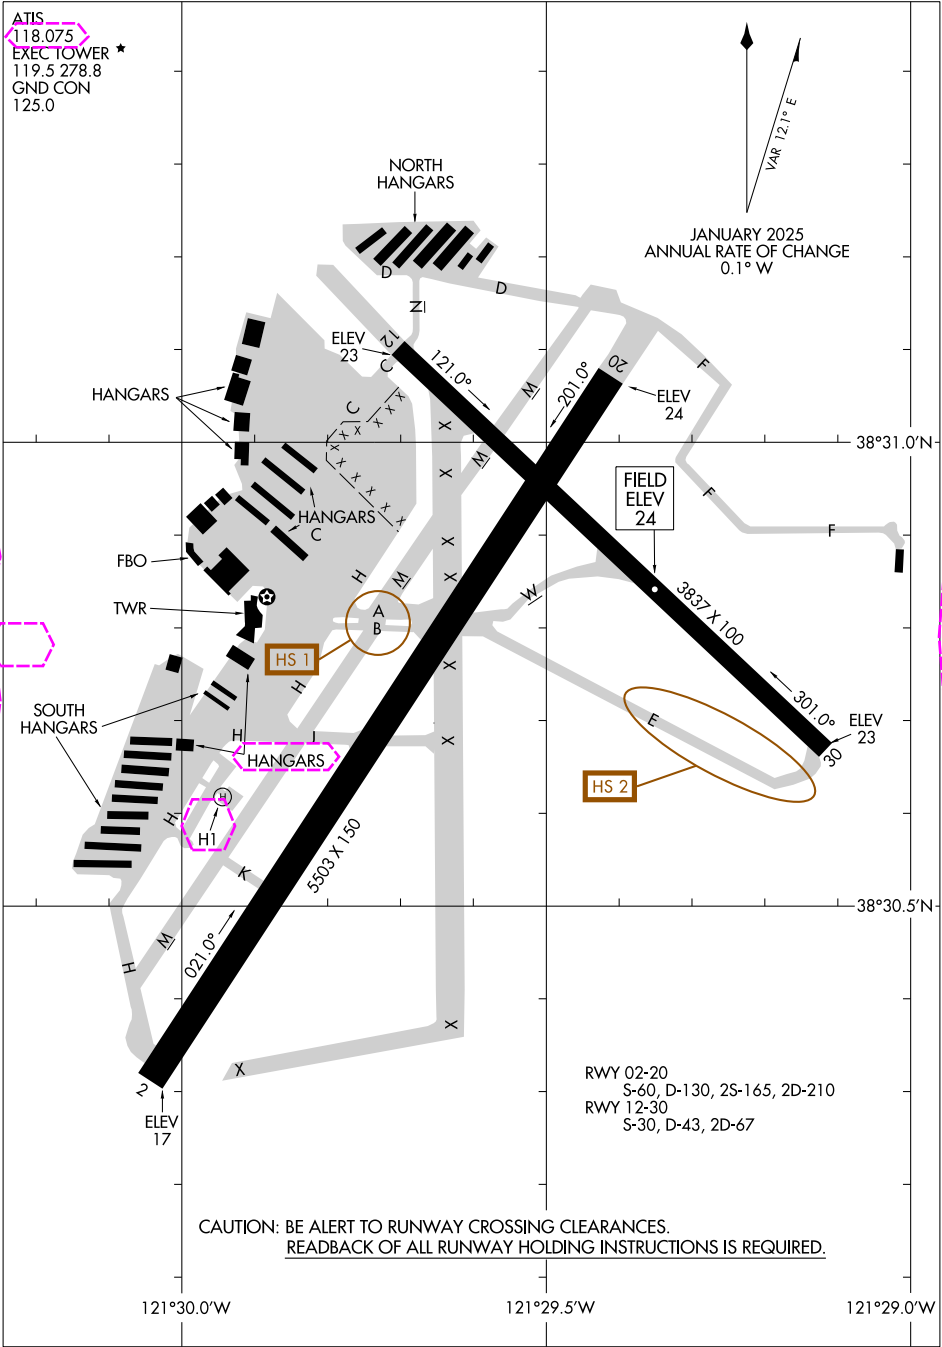 ATIS
118.075
EXEC TOWER ★
119.5 278.8
GND CON
125.0
VAR 12.1° E
JANUARY 2025
ANNUAL RATE OF CHANGE
0.1° W
NORTH
HANGARS
D
D
N
ELEV
23
12
C
121.0°
20
201.0°
ELEV
24
F
M
HANGARS
C
X
X
M
38°31.0'N
FIELD
ELEV
24
F
F
HANGARS
C
FBO
X
X
H
M
W
3837 X 100
TWR
A
B
HS 1
X
H
301.0°
ELEV
23
30
E
SOUTH
HANGARS
H
J
X
HANGARS
HS 2
H
H1
H
5503 X 150
K
38°30.5'N
M
021.0°
H
X
X
2
ELEV
17
RWY 02-20
S-60, D-130, 2S-165, 2D-210
RWY 12-30
S-30, D-43, 2D-67
CAUTION: BE ALERT TO RUNWAY CROSSING CLEARANCES.
READBACK OF ALL RUNWAY HOLDING INSTRUCTIONS IS REQUIRED.
121°30.0'W
121°29.5'W
121°29.0'W